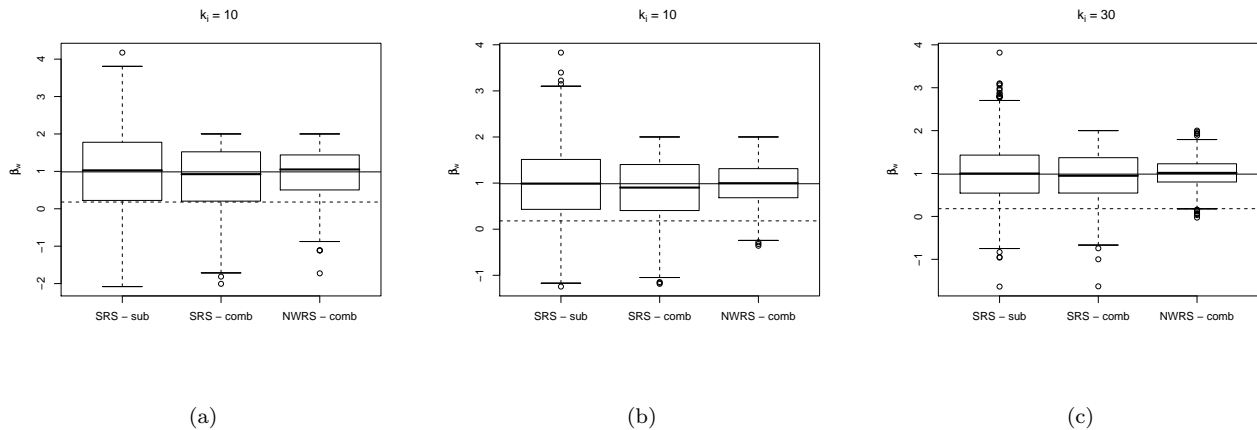 k_i = 10
β_w
4
3
2
1
0
−1
−2
SRS − sub
SRS − comb
NWRS − comb
(a)
k_i = 10
β_w
4
3
2
1
0
−1
SRS − sub
SRS − comb
NWRS − comb
(b)
k_i = 30
β_w
4
3
2
1
0
−1
SRS − sub
SRS − comb
NWRS − comb
(c)